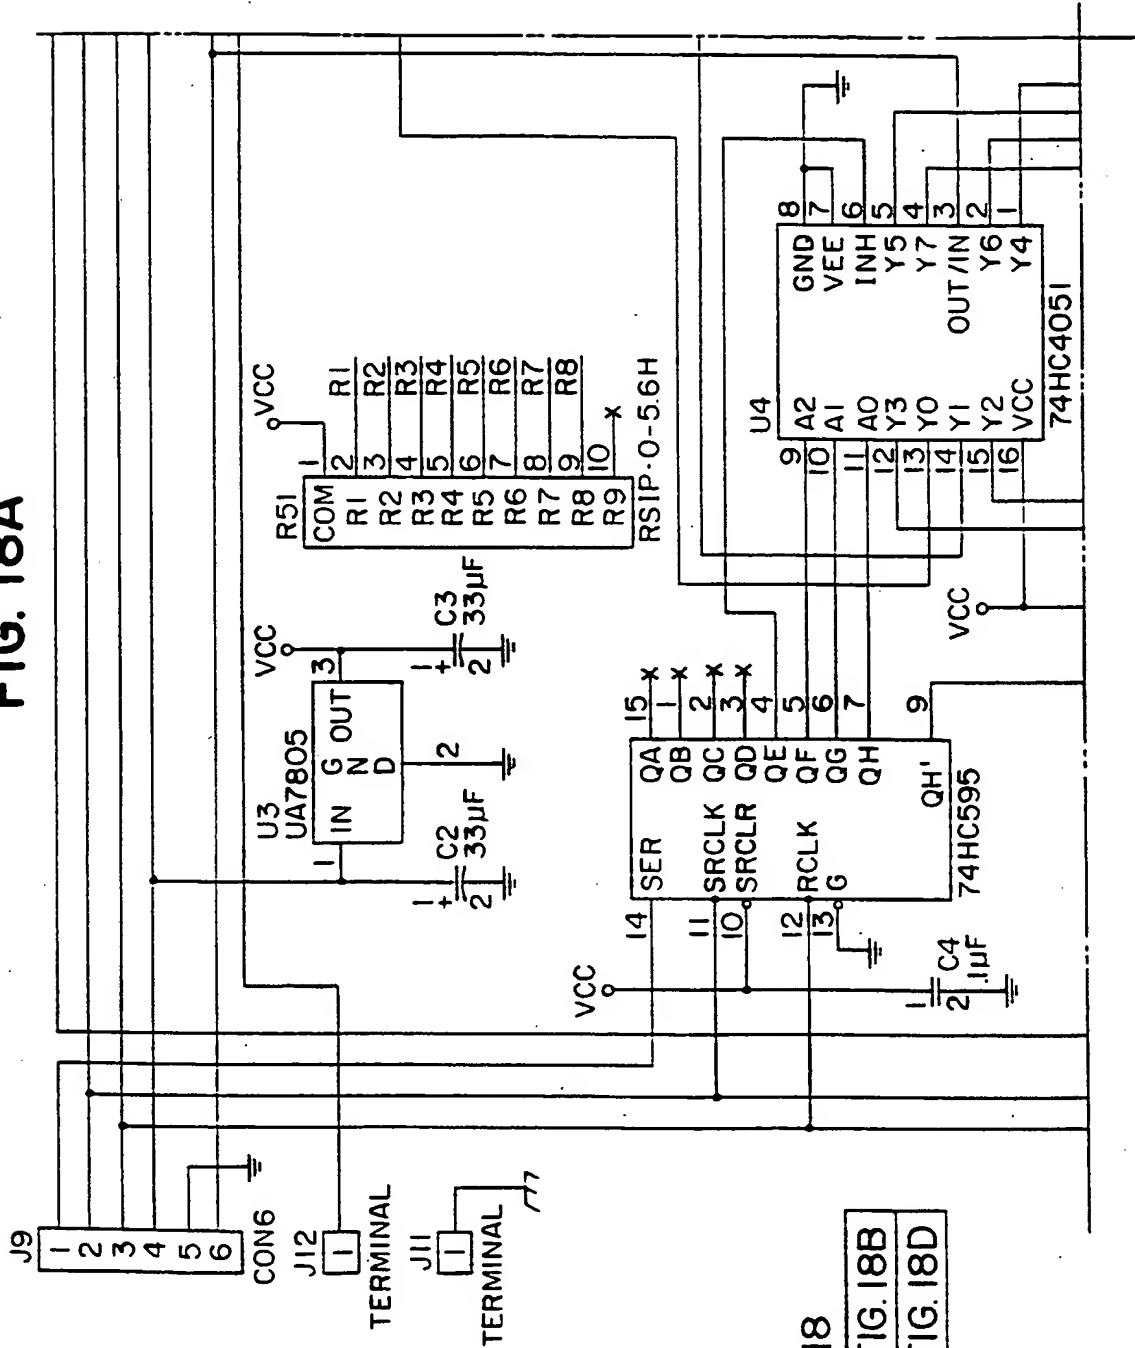 FIG. 18A
J9
1
2
3
4
5
6
CON6
J12
1
TERMINAL
J11
1
TERMINAL
U3
UA7805
IN
GND
OUT
1
2
3
VCC
1
+
2
C2
33µF
1
+
2
C3
33µF
VCC
R51
COM
R1
R2
R3
R4
R5
R6
R7
R8
R9
1
2
3
4
5
6
7
8
9
10
R1
R2
R3
R4
R5
R6
R7
R8
RSIP-0-5.6H
VCC
1
2
C4
.1µF
14
11
10
12
13
SER
SRCLK
SRCLR
RCLK
G
QA
QB
QC
QD
QE
QF
QG
QH
QH'
15
1
2
3
4
5
6
7
9
74HC595
VCC
U4
9
10
11
12
13
14
15
16
A2
A1
A0
Y3
Y0
Y1
Y2
VCC
GND
VEE
INH
Y5
Y7
OUT/IN
Y6
Y4
8
7
6
5
4
3
2
1
74HC4051
18
FIG. 18B
FIG. 18D